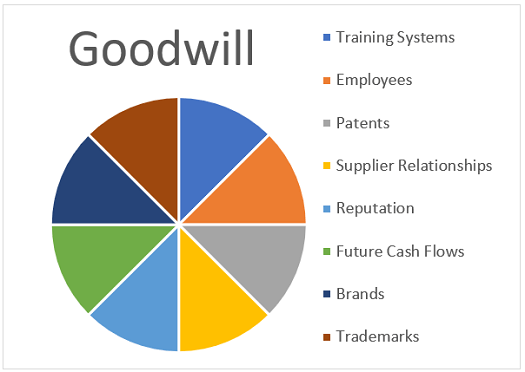 Goodwill
Training Systems
Employees
Patents
Supplier Relationships
Reputation
Future Cash Flows
Brands
Trademarks